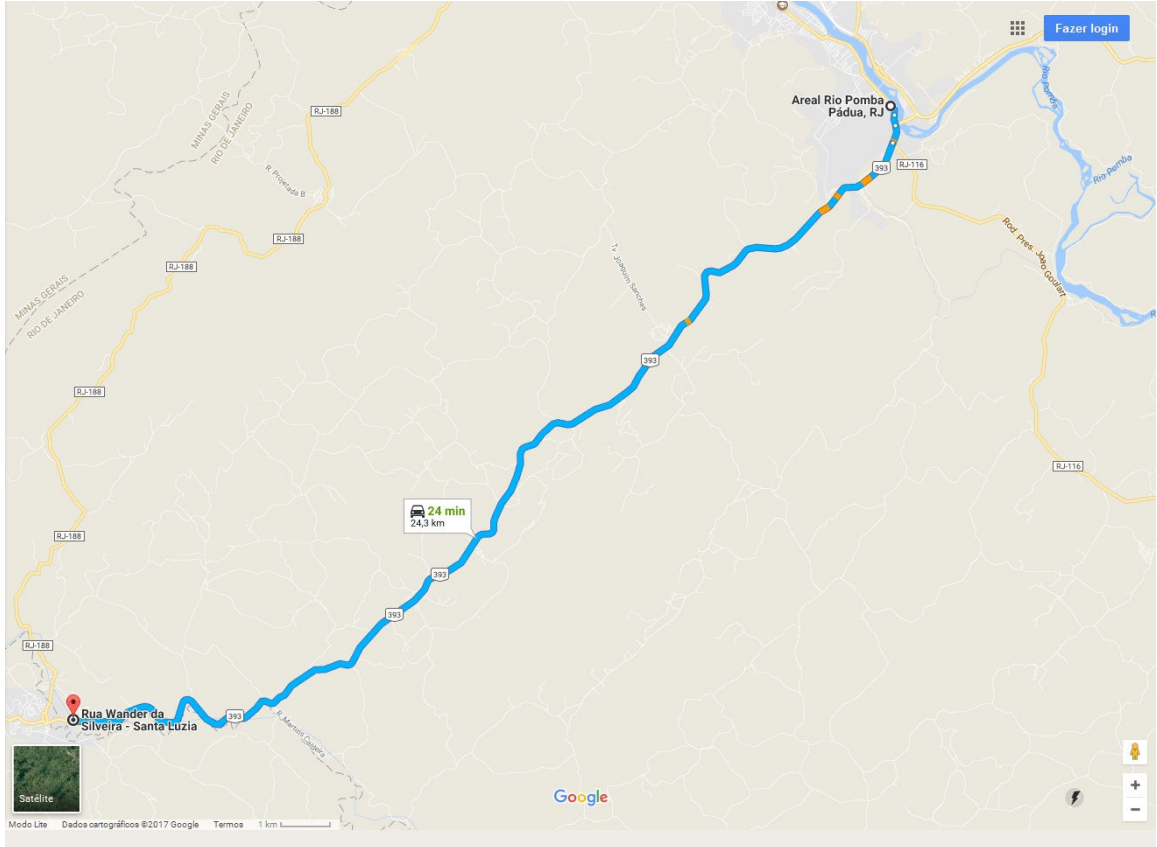 Fazer login
Rio Pomba
Areal Rio Pomba
Pádua, RJ
MINAS GERAIS
RIO DE JANEIRO
RJ-188
R. Projetada B
393
RJ-116
Rio Pomba
RJ-188
Rod. Pres. João Goulart
Tv. Joaquim Sanches
RJ-188
MINAS GERAIS
RIO DE JANEIRO
393
RJ-188
RJ-116
24 min
24,3 km
RJ-188
393
393
RJ-188
Rua Wander da
Silveira - Santa Luzia
393
R. Martins Caldeira
Satélite
Google
Modo Lite Dados cartográficos ©2017 Google Termos 1 km